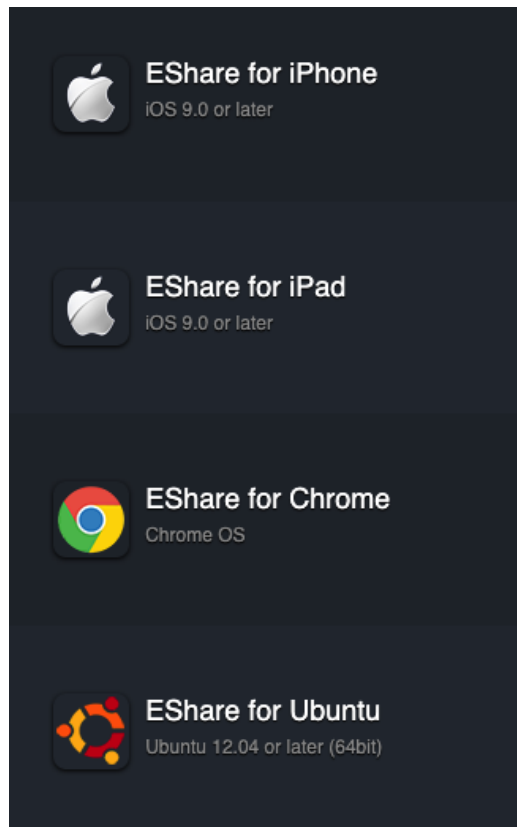 EShare for iPhone
iOS 9.0 or later
EShare for iPad
iOS 9.0 or later
EShare for Chrome
Chrome OS
EShare for Ubuntu
Ubuntu 12.04 or later (64bit)